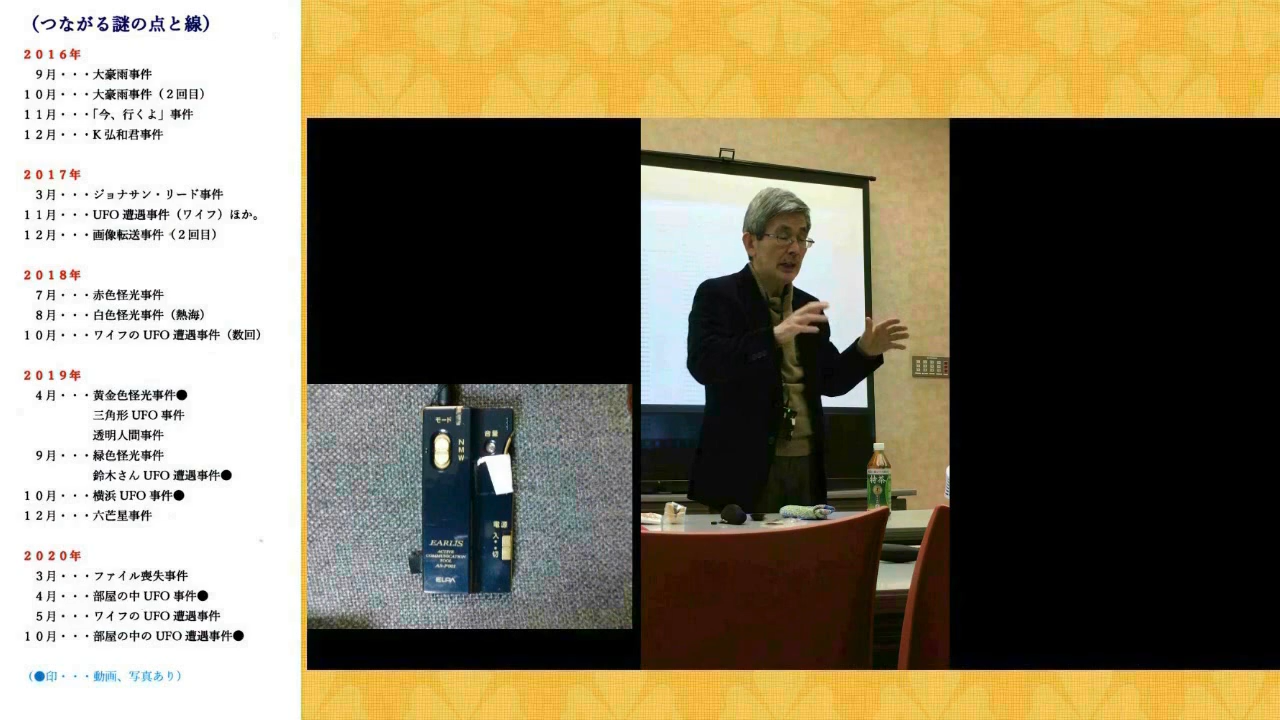 （つながる謎の点と線）
２０１６年
９月・・・大豪雨事件
１０月・・・大豪雨事件（２回目）
１１月・・・「今、行くよ」事件
１２月・・・K 弘和君事件
２０１７年
３月・・・ジョナサン・リード事件
１１月・・・UFO 遭遇事件（ワイフ）ほか。
１２月・・・画像転送事件（２回目）
２０１８年
７月・・・赤色怪光事件
８月・・・白色怪光事件（熱海）
１０月・・・ワイフの UFO 遭遇事件（数回）
２０１９年
４月・・・黄金色怪光事件●
三角形 UFO 事件
透明人間事件
９月・・・緑色怪光事件
鈴木さん UFO 遭遇事件●
１０月・・・横浜 UFO 事件●
１２月・・・六芒星事件
２０２０年
３月・・・ファイル喪失事件
４月・・・部屋の中 UFO 事件●
５月・・・ワイフの UFO 遭遇事件
１０月・・・部屋の中の UFO 遭遇事件●
（●印・・・動画、写真あり）
モード
NMW
音量
電源
入・・切
EARLIS
ACTIVE
COMMUNICATION
TOOL
ELPA
特茶